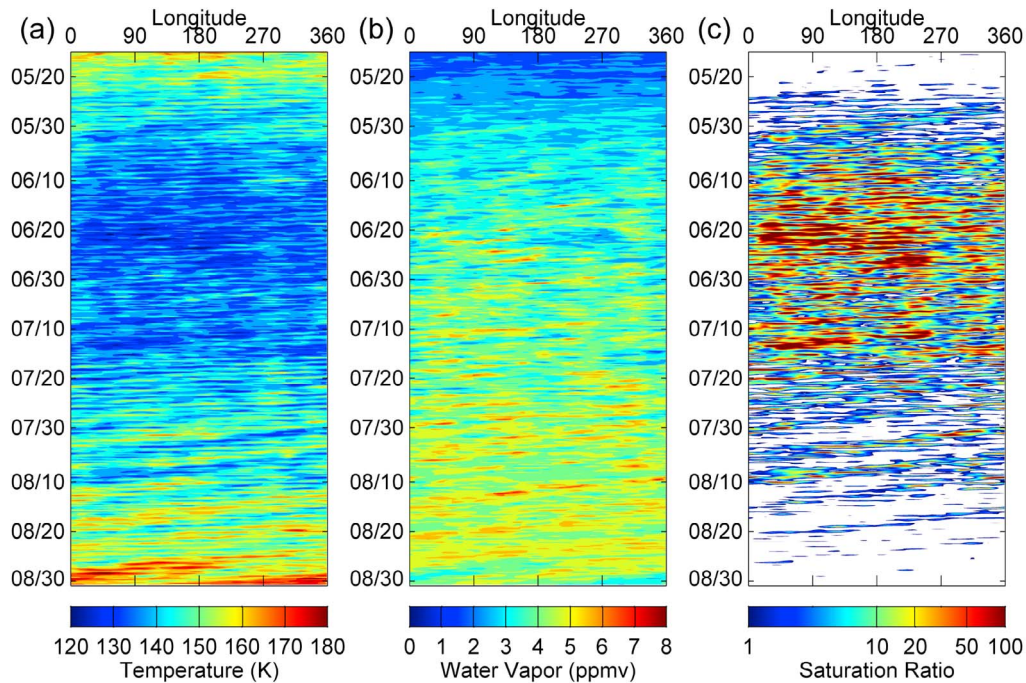 (a) Longitude (b) Longitude (c) Longitude
0 90 180 270 360 0 90 180 270 360 0 90 180 270 360
05/20 05/20 05/20
05/30 05/30 05/30
06/10 06/10 06/10
06/20 06/20 06/20
06/30 06/30 06/30
07/10 07/10 07/10
07/20 07/20 07/20
07/30 07/30 07/30
08/10 08/10 08/10
08/20 08/20 08/20
08/30 08/30 08/30
120 130 140 150 160 170 180 0 1 2 3 4 5 6 7 8 1 10 20 50 100
Temperature (K) Water Vapor (ppmv) Saturation Ratio